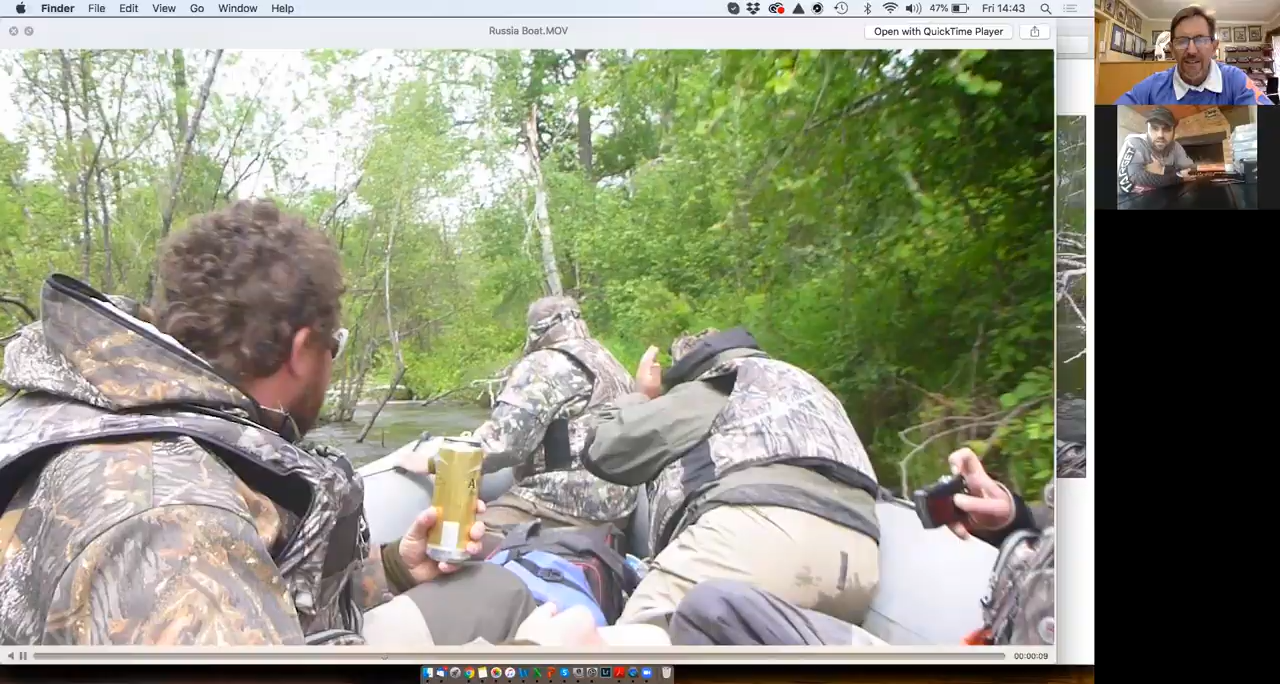 Finder File Edit View Go Window Help 47% Fri 14:43
Russia Boat.MOV
Open with QuickTime Player
TARGET
A
00:00:09